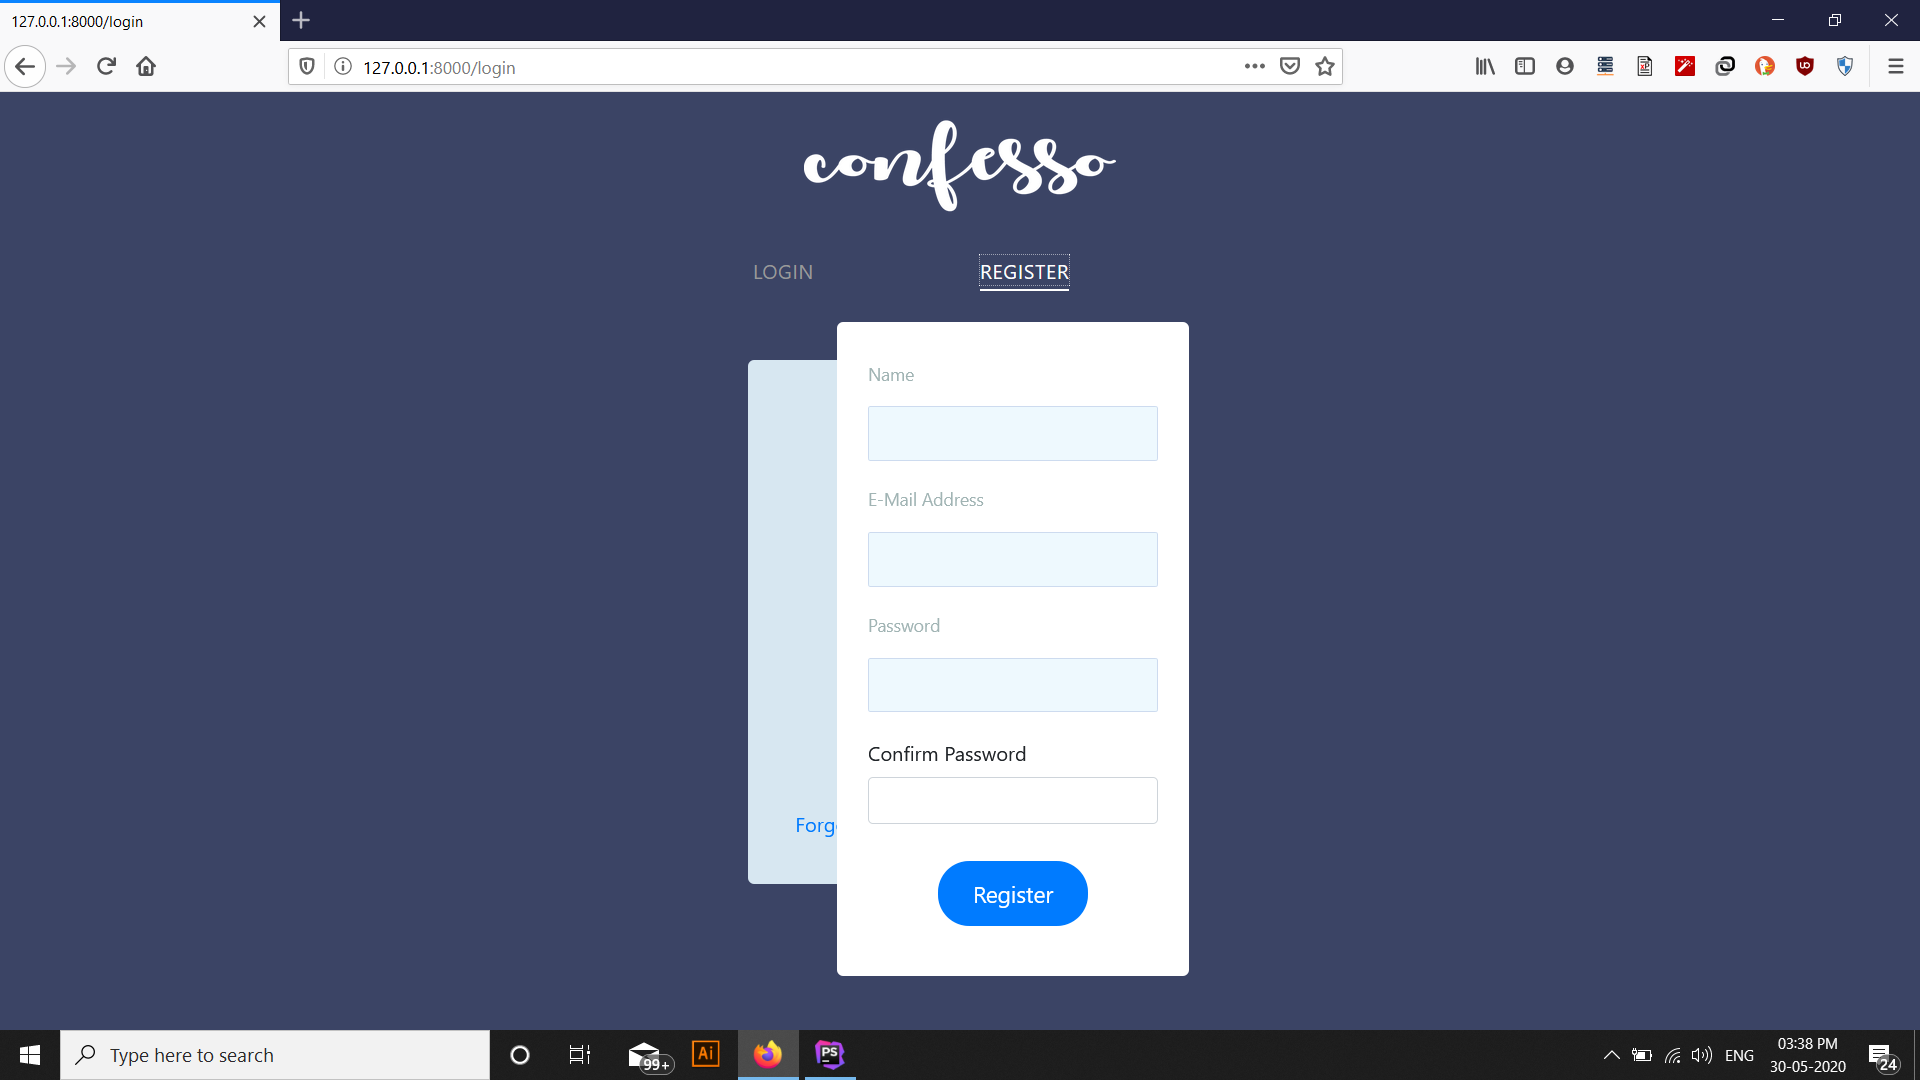 127.0.0.1:8000/login
127.0.0.1:8000/login
confesso
LOGIN
REGISTER
Name
E-Mail Address
Password
Confirm Password
Forg
Register
Type here to search
99+
Ai
PS
ENG
03:38 PM
30-05-2020
24